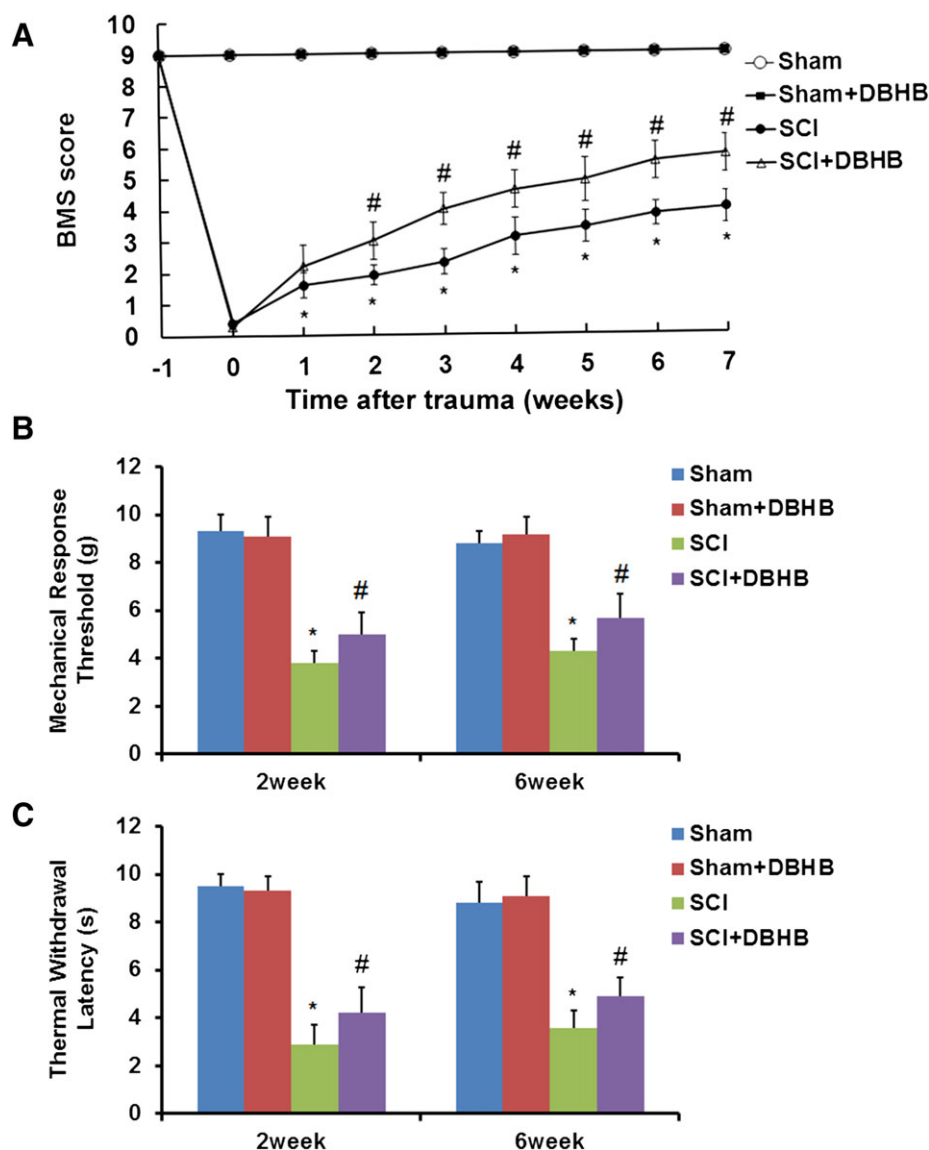 A
10
9
8
7
6
5
4
3
2
1
0
BMS score
# # # # # #
* * * * * * *
-1 0 1 2 3 4 5 6 7
Time after trauma (weeks)
Sham
Sham+DBHB
SCI
SCI+DBHB
B
12
10
8
6
4
2
0
Mechanical Response
Threshold (g)
* # * #
2week 6week
Sham
Sham+DBHB
SCI
SCI+DBHB
C
12
10
8
6
4
2
0
Thermal Withdrawal
Latency (s)
* # * #
2week 6week
Sham
Sham+DBHB
SCI
SCI+DBHB